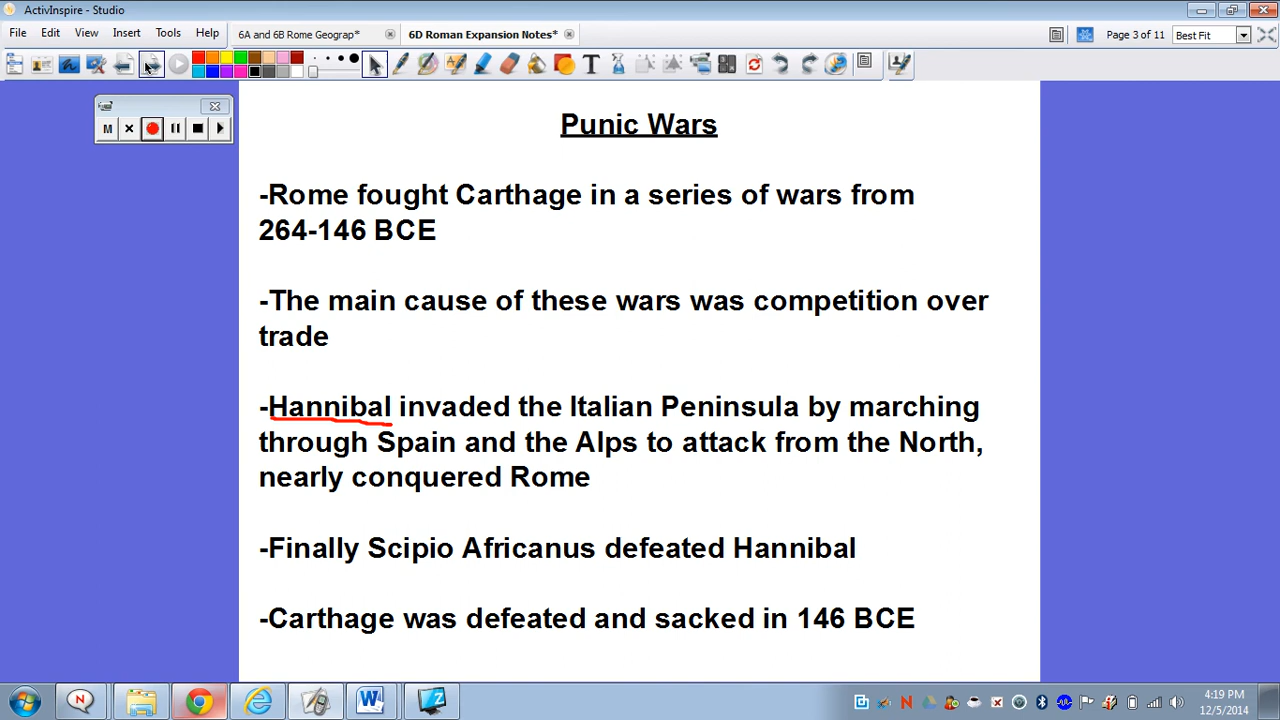 ActivInspire - Studio
File Edit View Insert Tools Help
6A and 6B Rome Geograp*
6D Roman Expansion Notes*
Page 3 of 11
Best Fit
M
Punic Wars
-Rome fought Carthage in a series of wars from
264-146 BCE
-The main cause of these wars was competition over
trade
-Hannibal invaded the Italian Peninsula by marching
through Spain and the Alps to attack from the North,
nearly conquered Rome
-Finally Scipio Africanus defeated Hannibal
-Carthage was defeated and sacked in 146 BCE
4:19 PM
12/5/2014